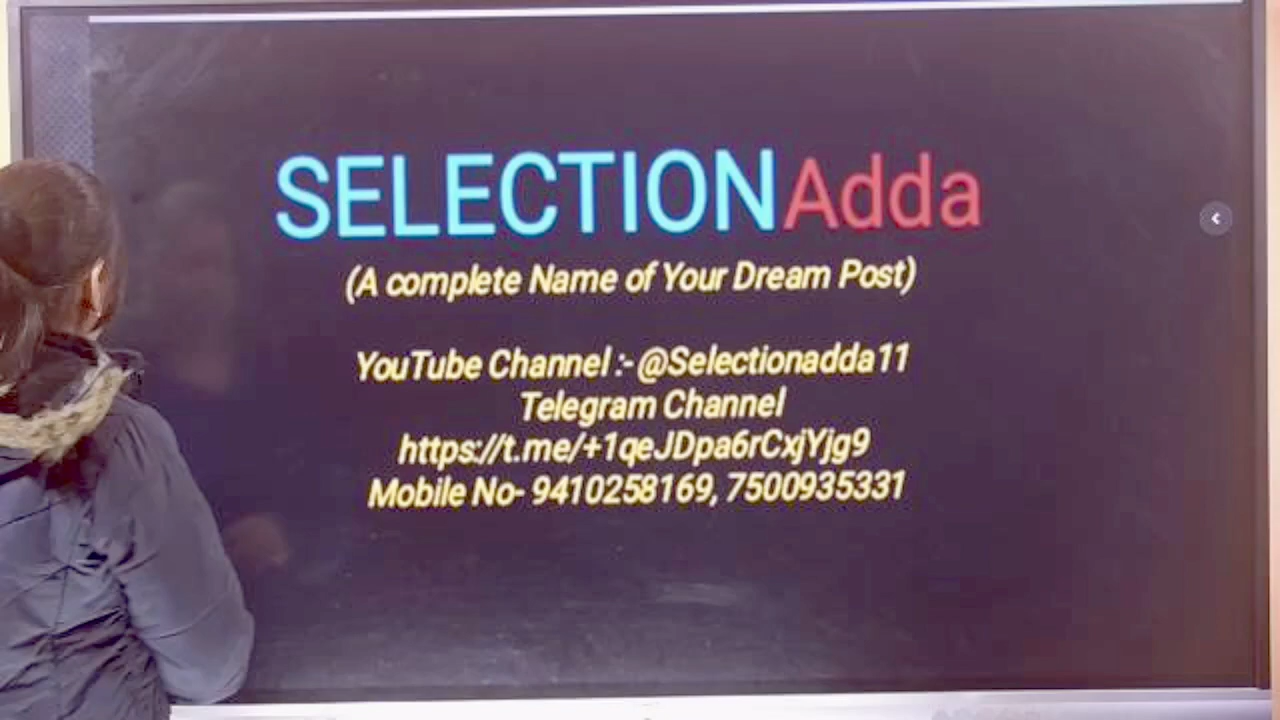 SELECTIONAdda
(A complete Name of Your Dream Post)
YouTube Channel :- @Selectionadda11
Telegram Channel
https://t.me/+1qeJDpa6rCxjYjg9
Mobile No- 9410258169, 7500935331